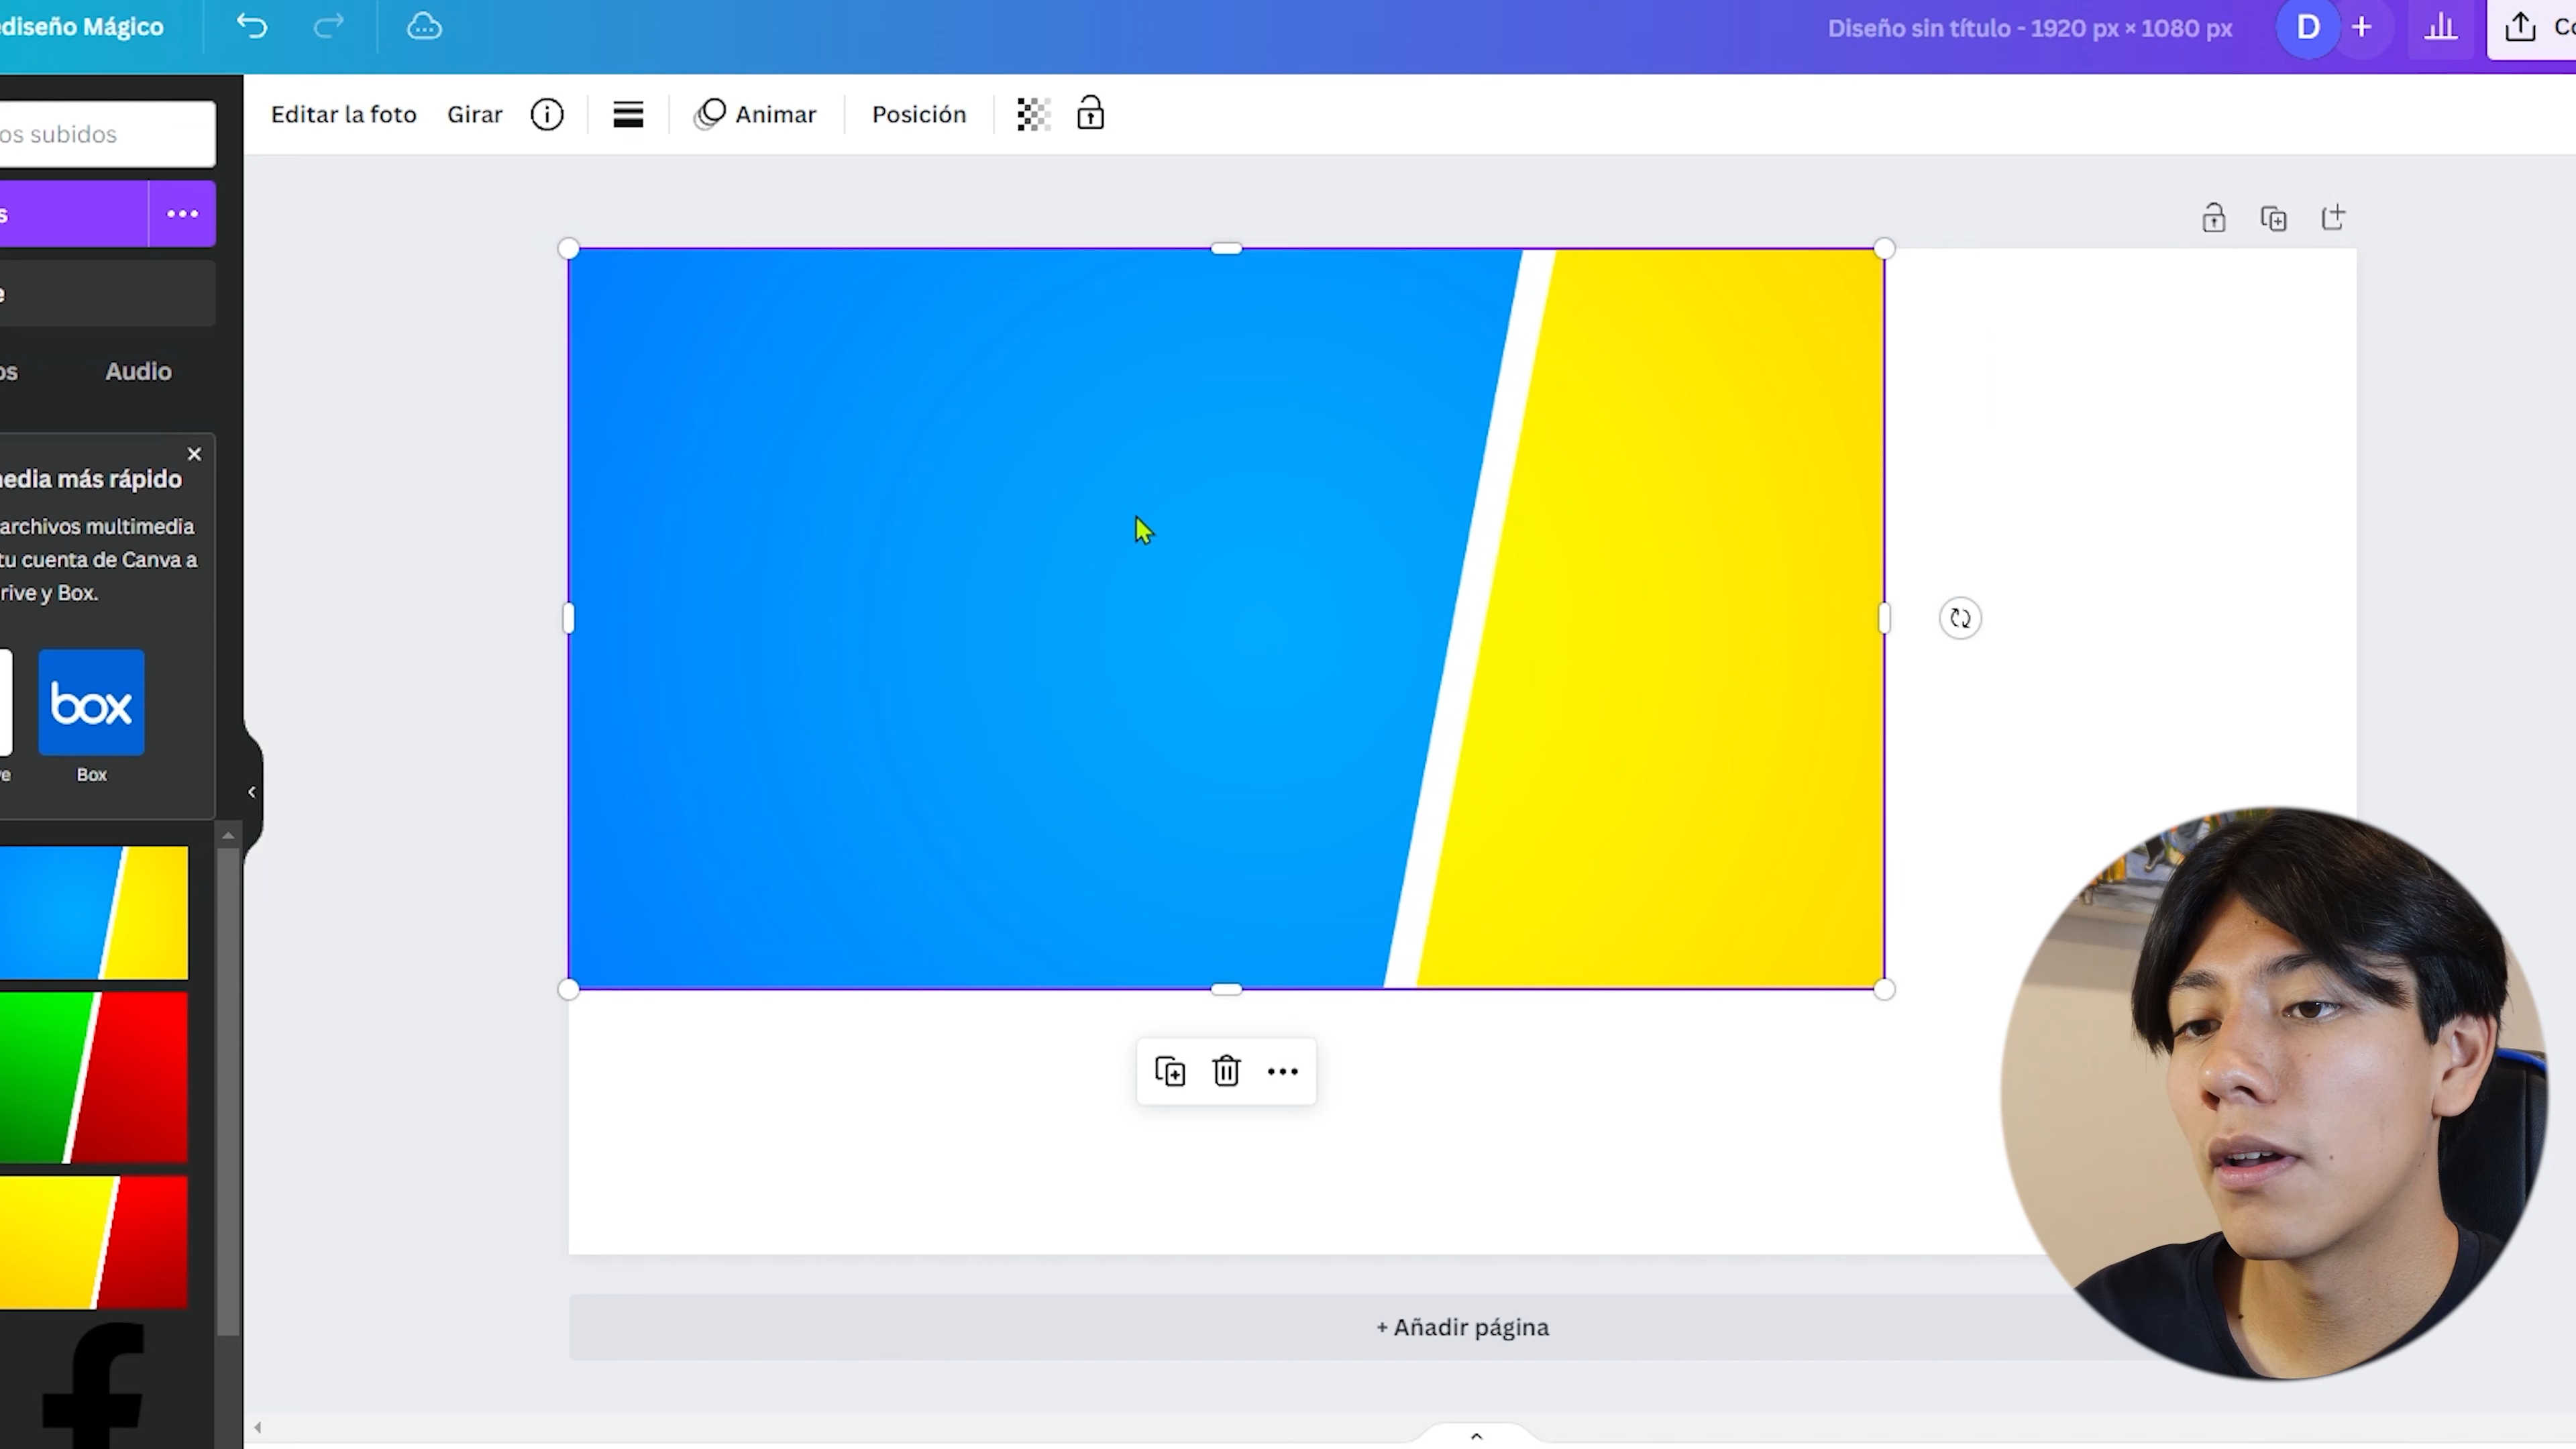 diseño Mágico
Diseño sin título - 1920 px × 1080 px
D
+
Editar la foto
Girar
Animar
Posición
os subidos
s
e
os
Audio
media más rápido
archivos multimedia
tu cuenta de Canva a
rive y Box.
box
e
Box
+ Añadir página